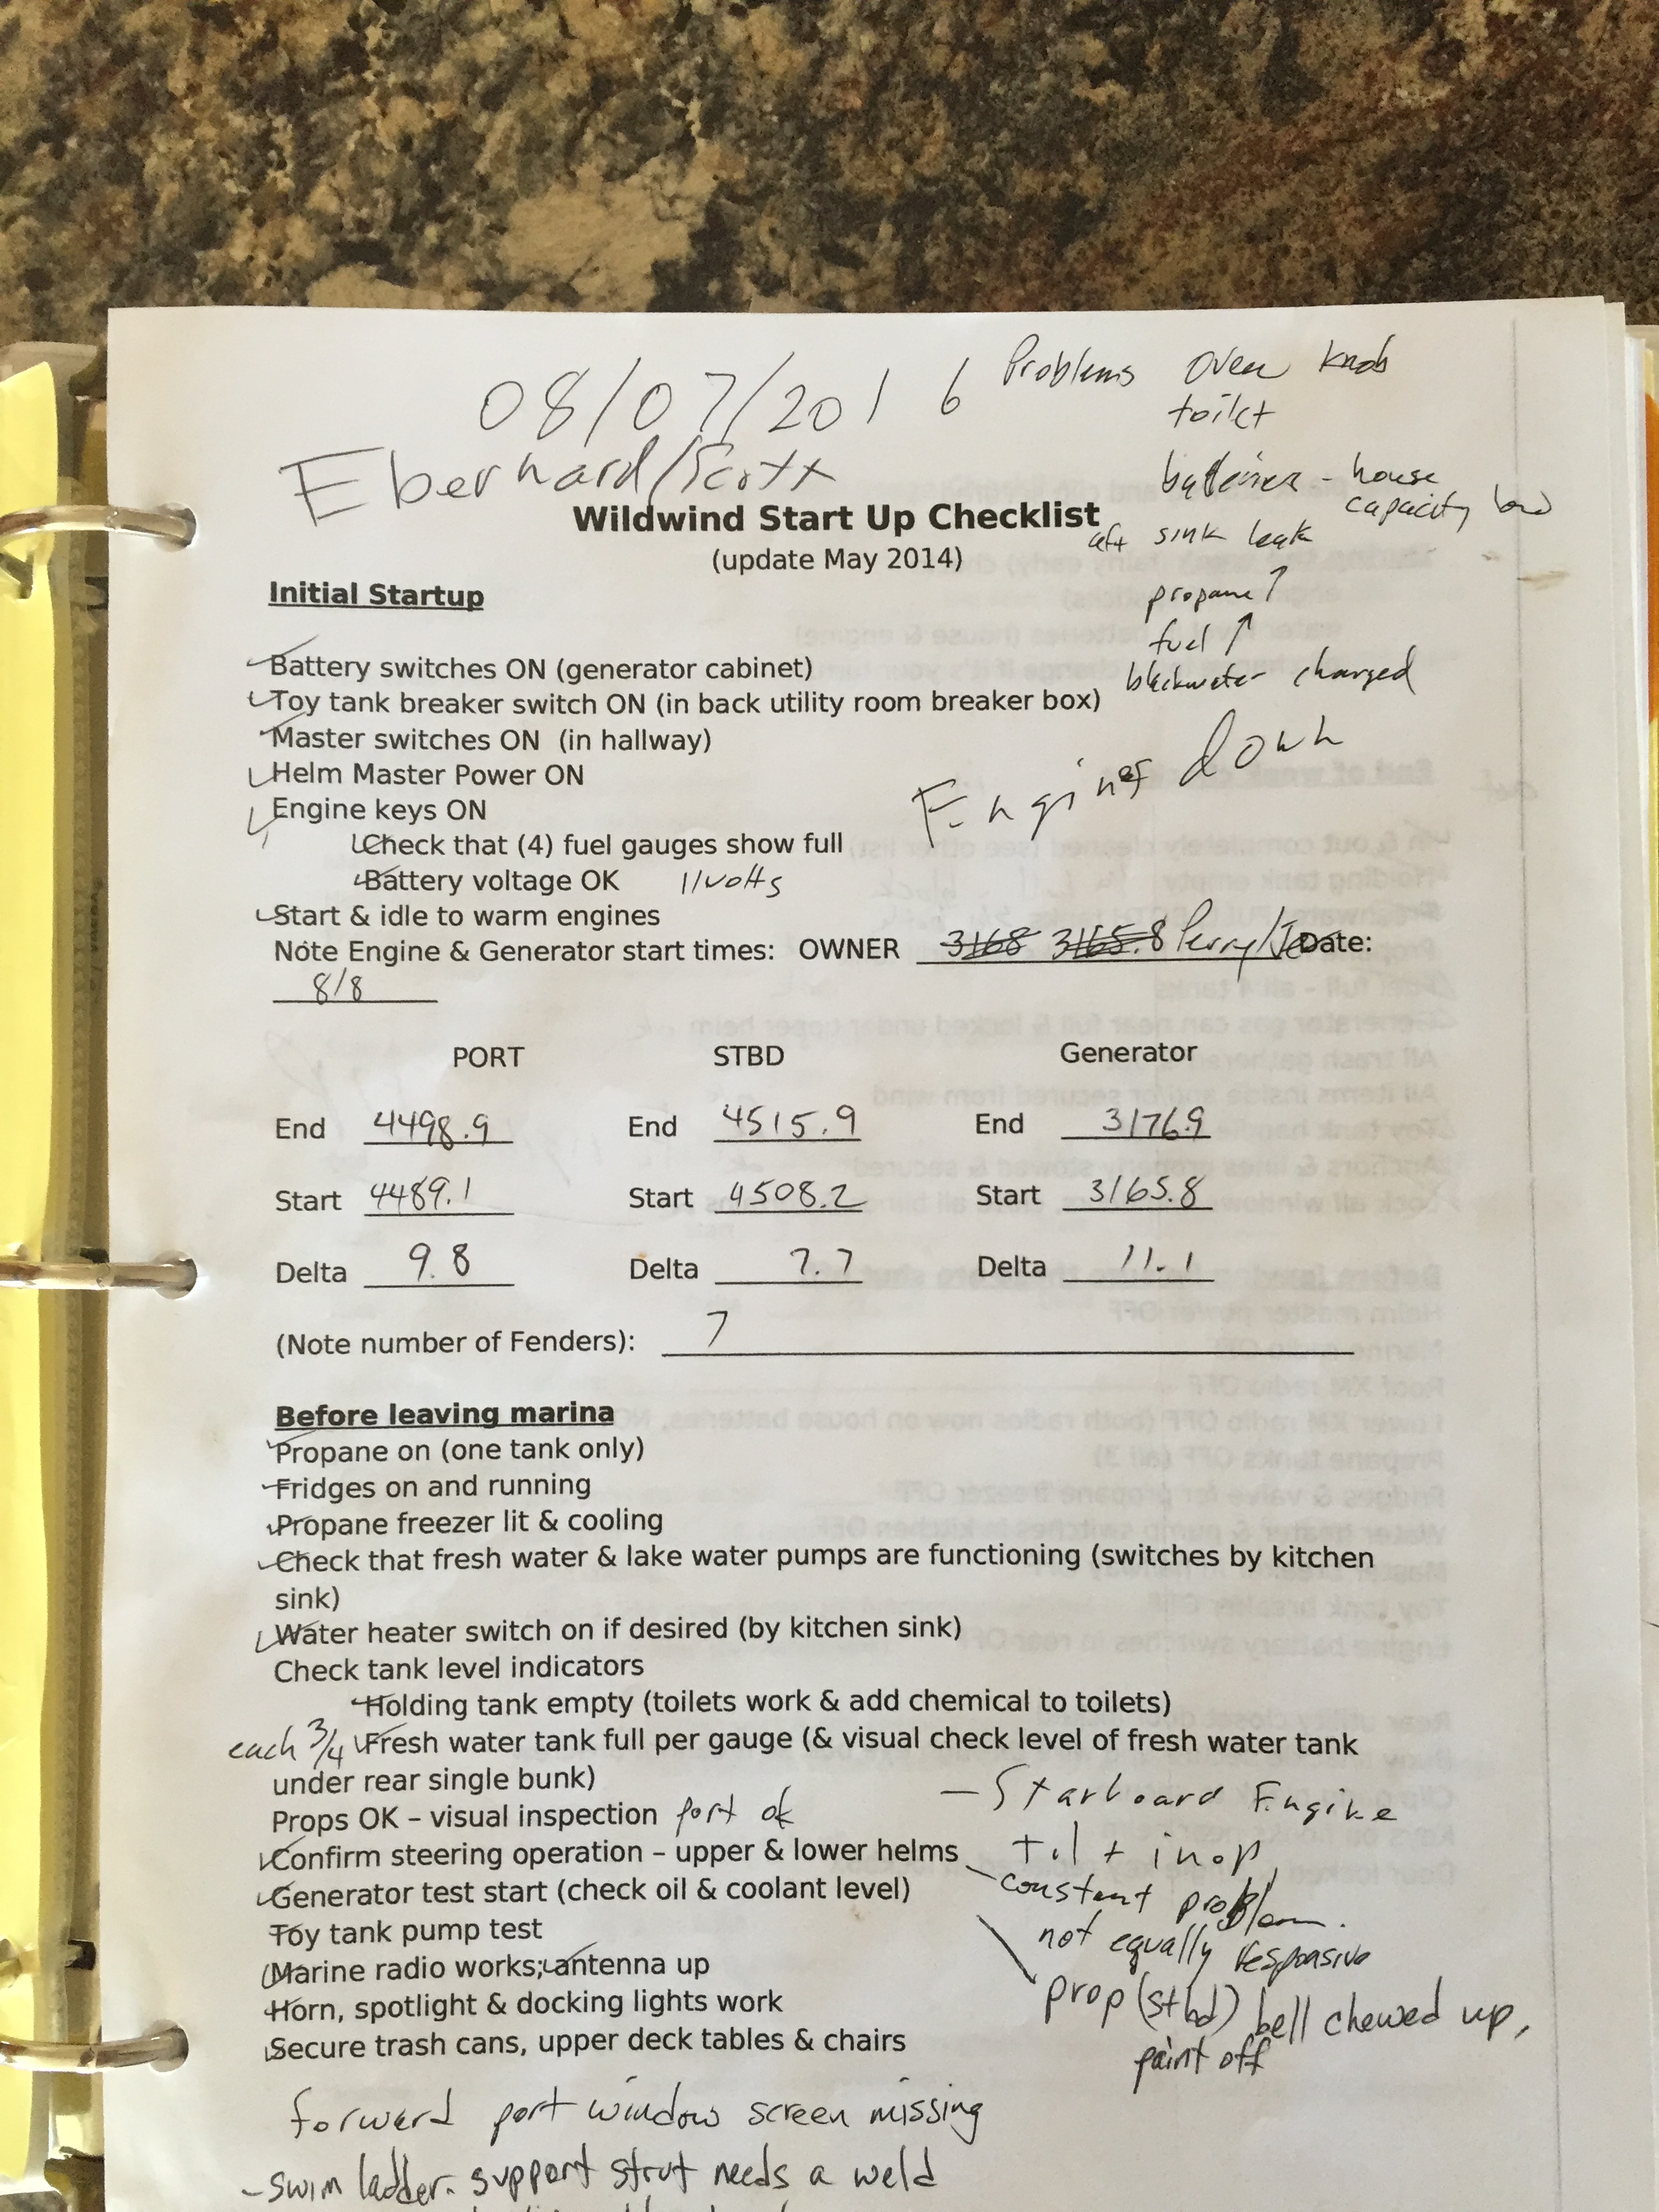 08/07/2016
Problems oven knob
toilet
Eberhard/Scott
batteries - house
capacity low
Wildwind Start Up Checklist
aft sink leak
(update May 2014)
Initial Startup
propane ↑
fuel ↑
Battery switches ON (generator cabinet)
blackwater charged
Toy tank breaker switch ON (in back utility room breaker box)
Master switches ON (in hallway)
Engines down
Helm Master Power ON
Engine keys ON
Check that (4) fuel gauges show full
Battery voltage OK 11 volts
Start & idle to warm engines
Note Engine & Generator start times: OWNER 3168 3165.8 Perry/ Date:
8/8
PORT STBD Generator
End 4498.9 End 4515.9 End 3176.9
Start 4489.1 Start 4508.2 Start 3165.8
Delta 9.8 Delta 7.7 Delta 11.1
(Note number of Fenders): 7
Before leaving marina
Propane on (one tank only)
Fridges on and running
Propane freezer lit & cooling
Check that fresh water & lake water pumps are functioning (switches by kitchen
sink)
Water heater switch on if desired (by kitchen sink)
Check tank level indicators
Holding tank empty (toilets work & add chemical to toilets)
each 3/4 Fresh water tank full per gauge (& visual check level of fresh water tank
under rear single bunk)
Props OK – visual inspection port ok
- Starboard Engine
Confirm steering operation – upper & lower helms
tilt inop,
constant problem.
Generator test start (check oil & coolant level)
Toy tank pump test
not equally responsive
Marine radio works; antenna up
prop (stbd) bell chewed up,
Horn, spotlight & docking lights work
paint off
Secure trash cans, upper deck tables & chairs
forward port window screen missing
- swim ladder. support strut needs a weld